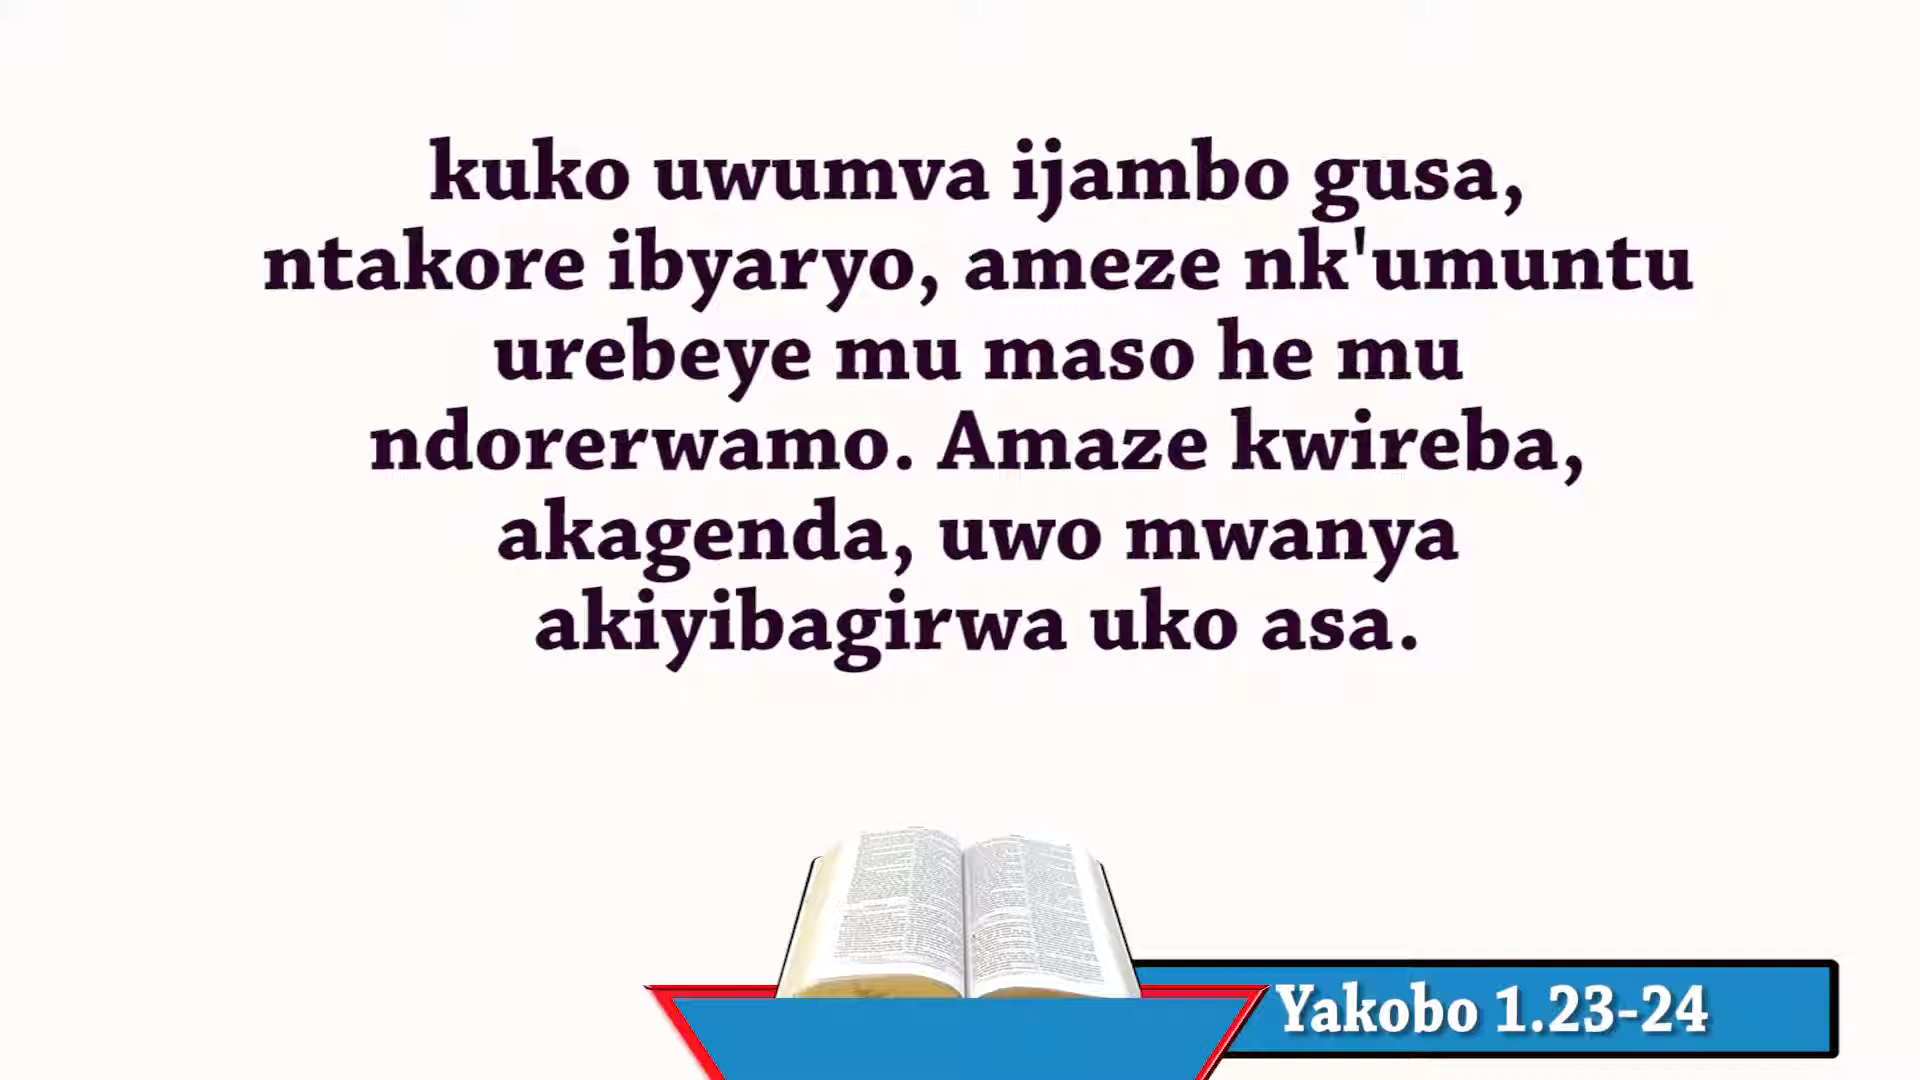 kuko uwumva ijambo gusa,
ntakore ibyaryo, ameze nk'umuntu
urebeye mu maso he mu
ndorerwamo. Amaze kwireba,
akagenda, uwo mwanya
akiyibagirwa uko asa.
Yakobo 1.23-24